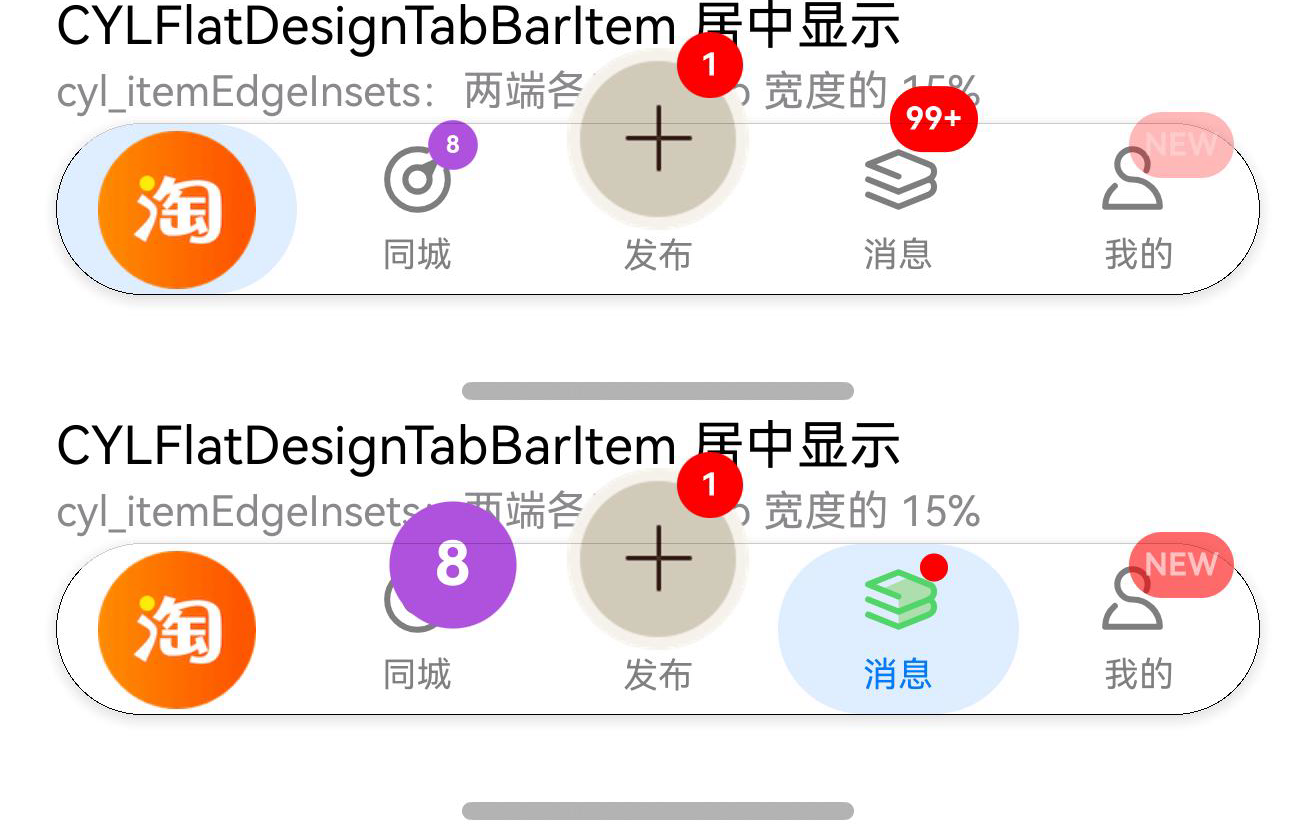 CYLFlatDesignTabBarItem 居中显示
cyl_itemEdgeInsets：两端各 宽度的 15%
1
99+
8
NEW
淘
同城
发布
消息
我的
CYLFlatDesignTabBarItem 居中显示
cyl_itemEdgeInsets：两端各 宽度的 15%
1
8
NEW
淘
同城
发布
消息
我的